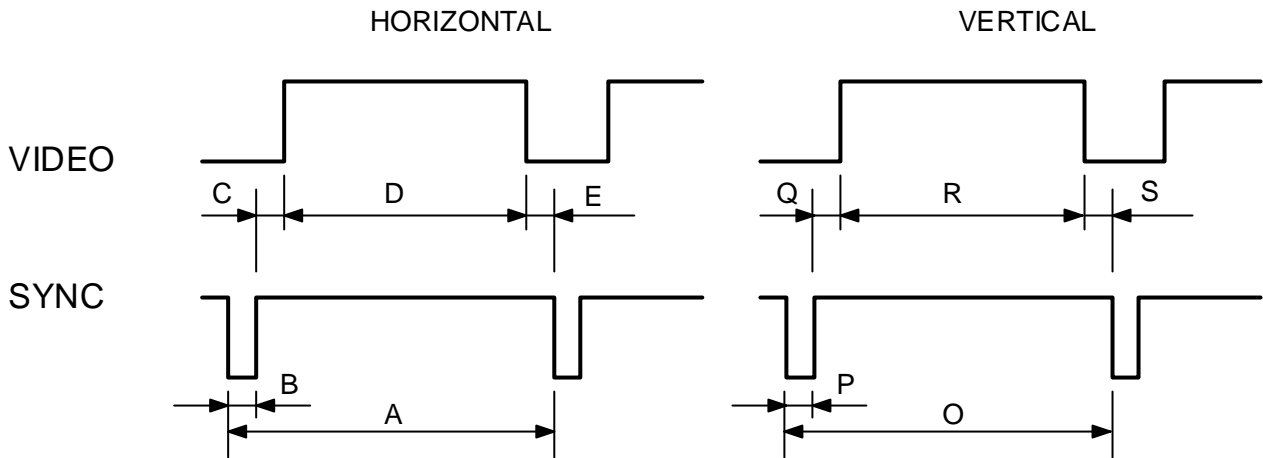 HORIZONTAL VERTICAL
VIDEO
C D E Q R S
SYNC
B P
A O